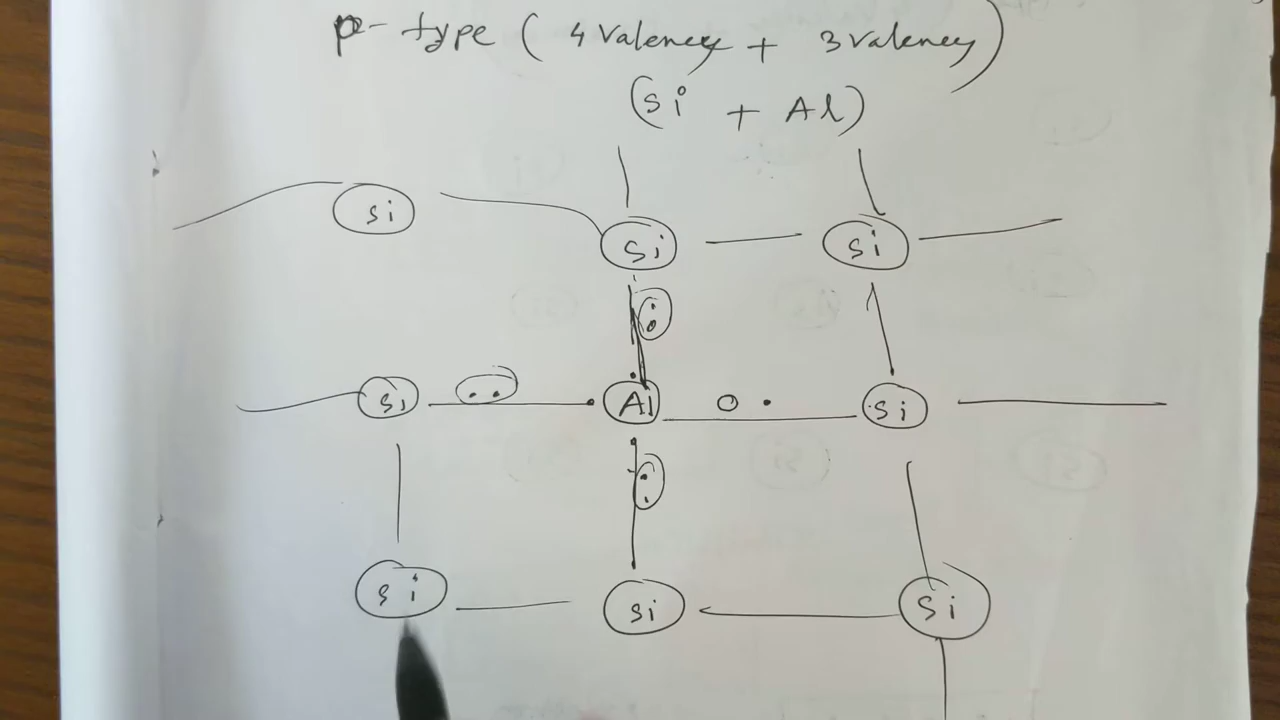 p-type ( 4 valency + 3 valency)
(Si + Al)
Si Si Si
Si Al Si
Si Si Si